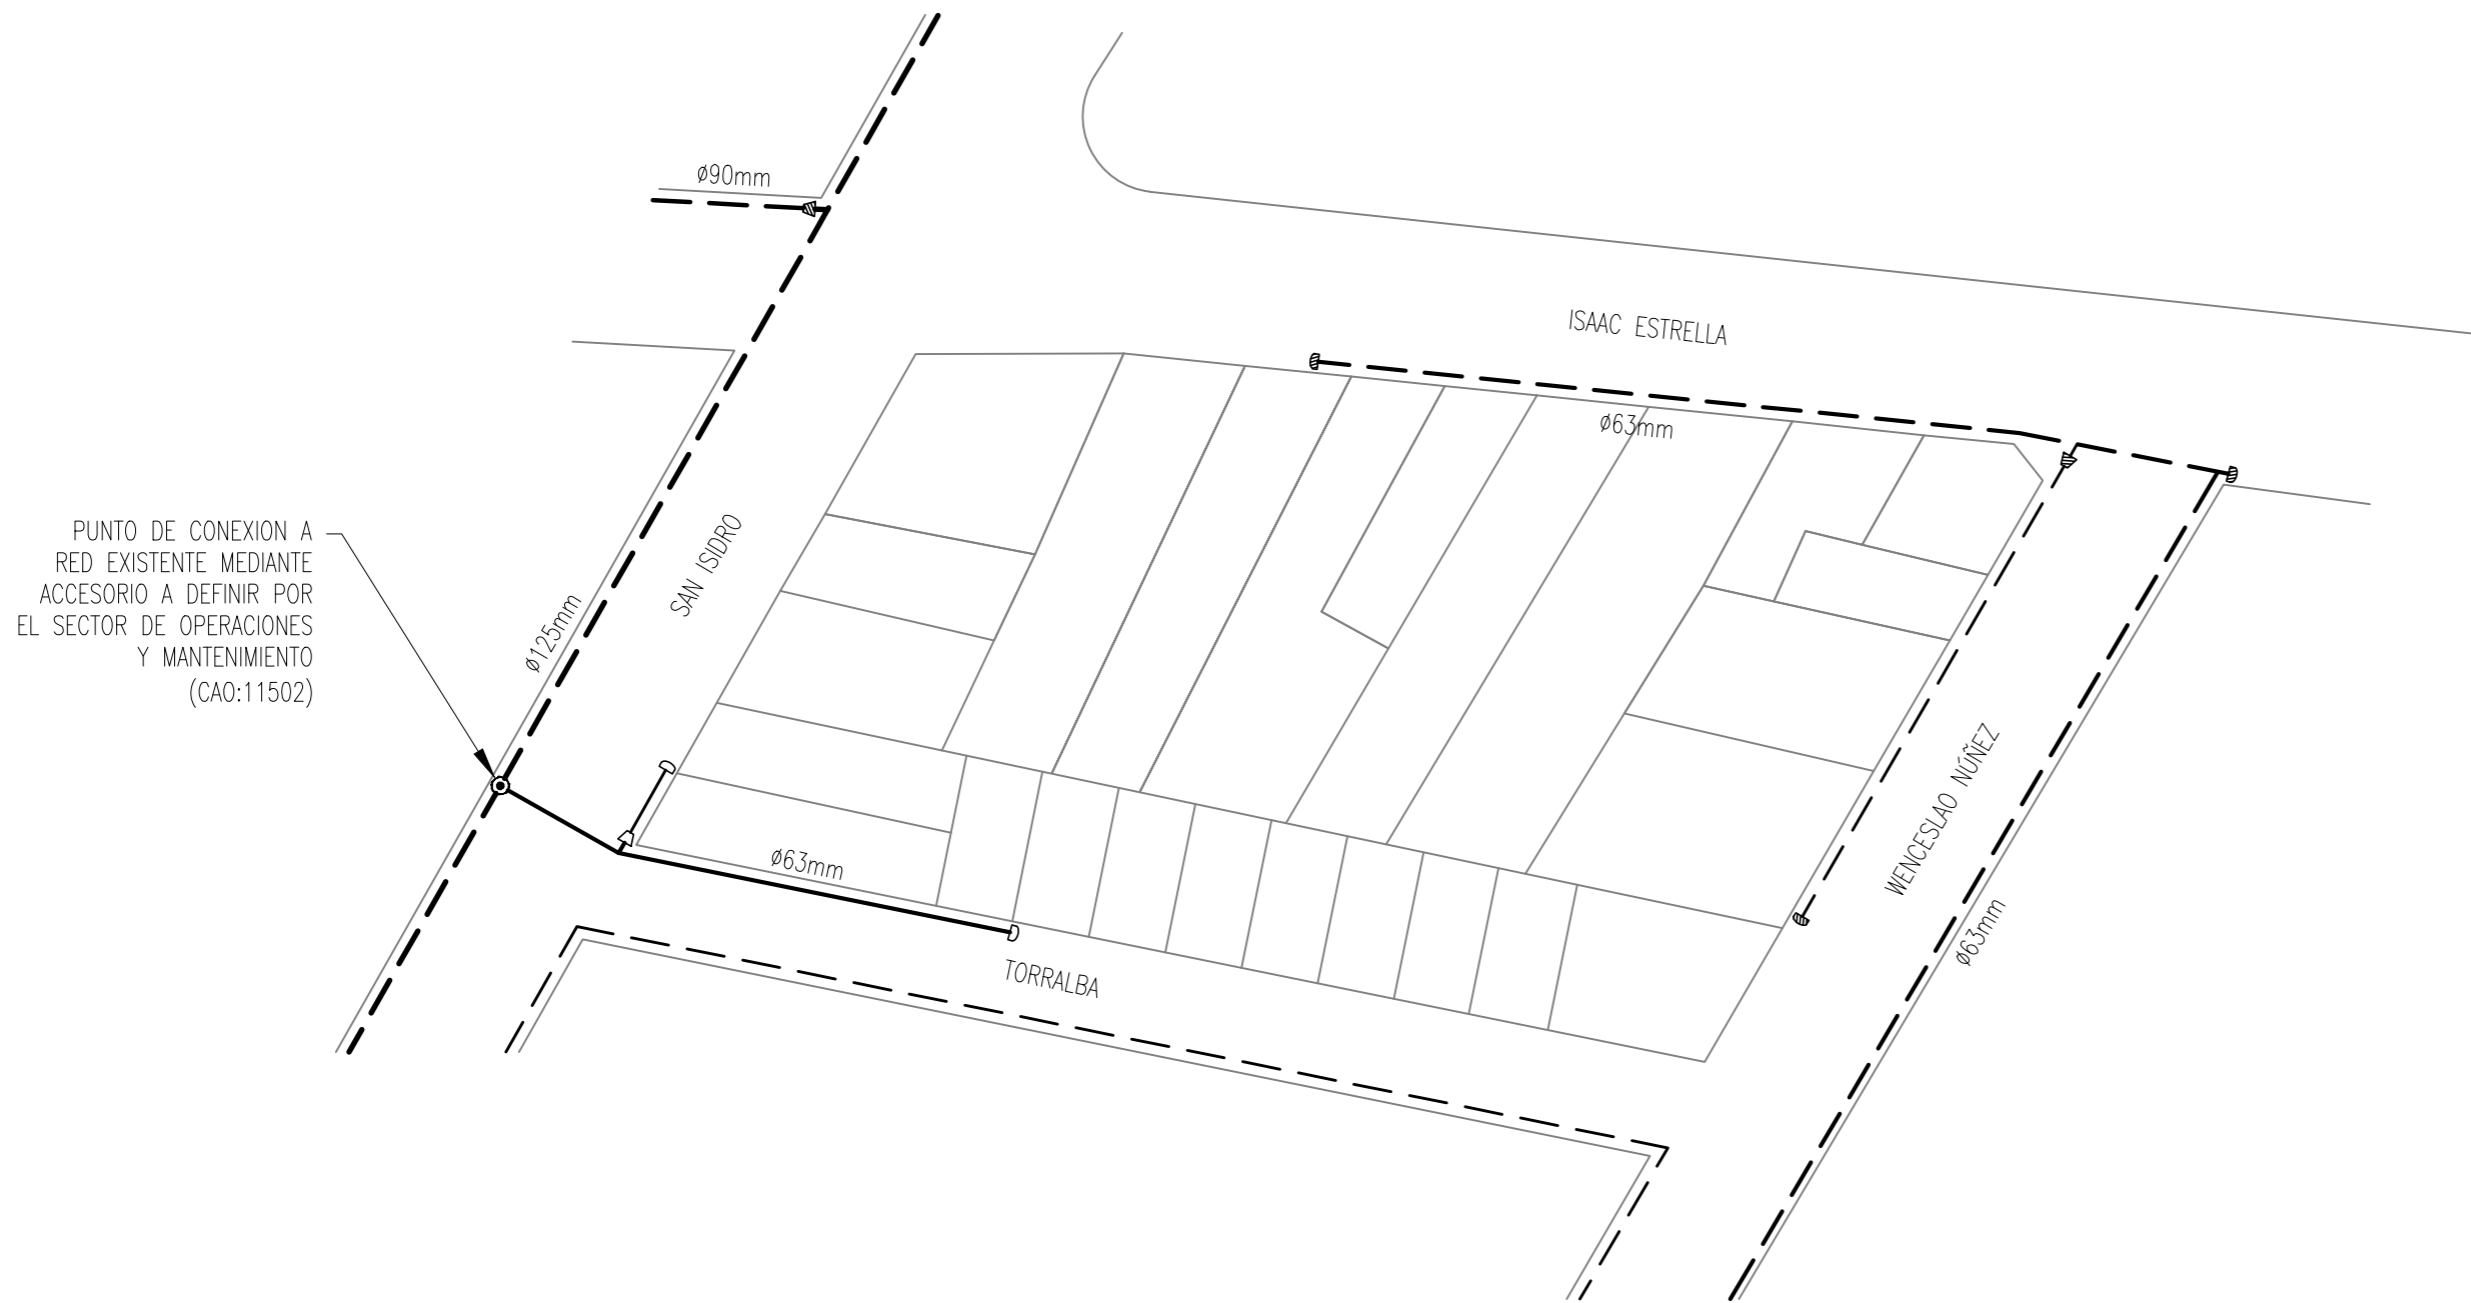 ø90mm
ISAAC ESTRELLA
ø63mm
PUNTO DE CONEXION A
RED EXISTENTE MEDIANTE
ACCESORIO A DEFINIR POR
EL SECTOR DE OPERACIONES
Y MANTENIMIENTO
(CAO:11502)
SAN ISIDRO
ø125mm
WENCESLAO NÚÑEZ
ø63mm
ø63mm
TORRALBA